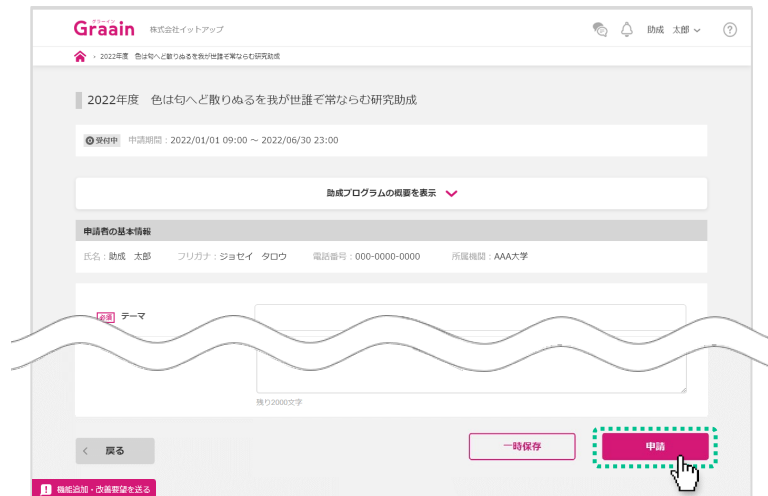 グラーイン
Graain 株式会社イットアップ 助成 太郎
2022年度　色は匂へど散りぬるを我が世誰ぞ常ならむ研究助成
2022年度　色は匂へど散りぬるを我が世誰ぞ常ならむ研究助成
受付中 申請期間：2022/01/01 09:00 ～ 2022/06/30 23:00
助成プログラムの概要を表示
申請者の基本情報
氏名：助成 太郎 フリガナ：ジョセイ タロウ 電話番号：000-0000-0000 所属機関：AAA大学
必須 テーマ
残り2000文字
戻る 一時保存 申請
機能追加・改善要望を送る